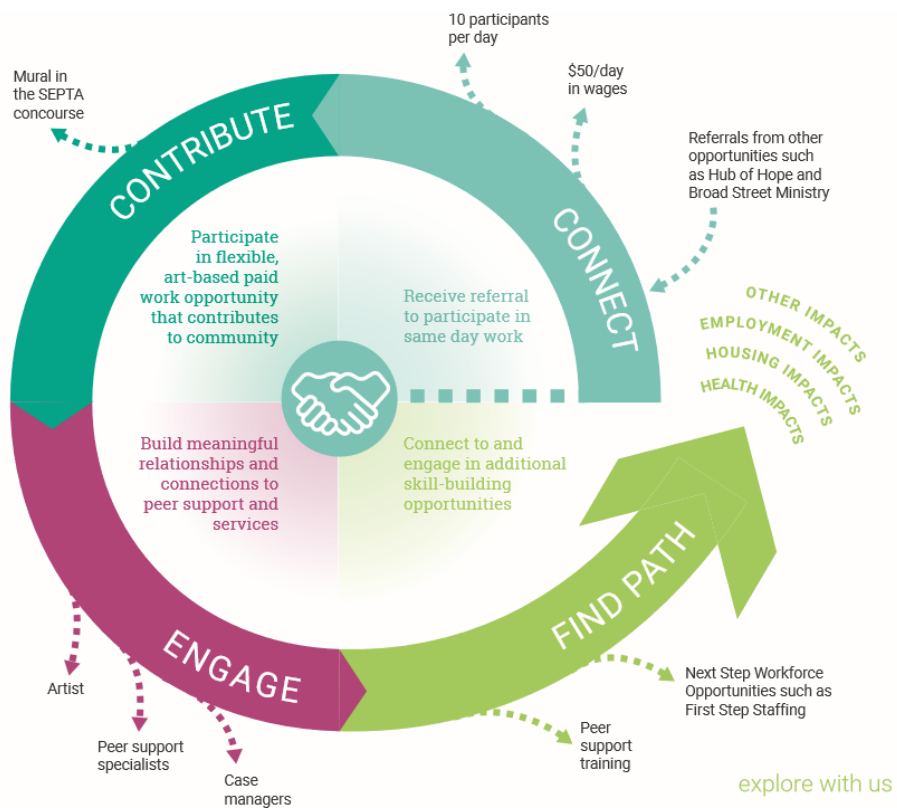 10 participants
per day
$50/day
in wages
Mural in
the SEPTA
concourse
Referrals from other
opportunities such
as Hub of Hope and
Broad Street Ministry
CONTRIBUTE
CONNECT
Participate
in flexible,
art-based paid
work opportunity
that contributes
to community
Receive referral
to participate in
same day work
OTHER IMPACTS
EMPLOYMENT IMPACTS
HOUSING IMPACTS
HEALTH IMPACTS
Build meaningful
relationships and
connections to
peer support and
services
Connect to and
engage in additional
skill-building
opportunities
ENGAGE
FIND PATH
Artist
Peer support
specialists
Case
managers
Peer
support
training
Next Step Workforce
Opportunities such as
First Step Staffing
explore with us